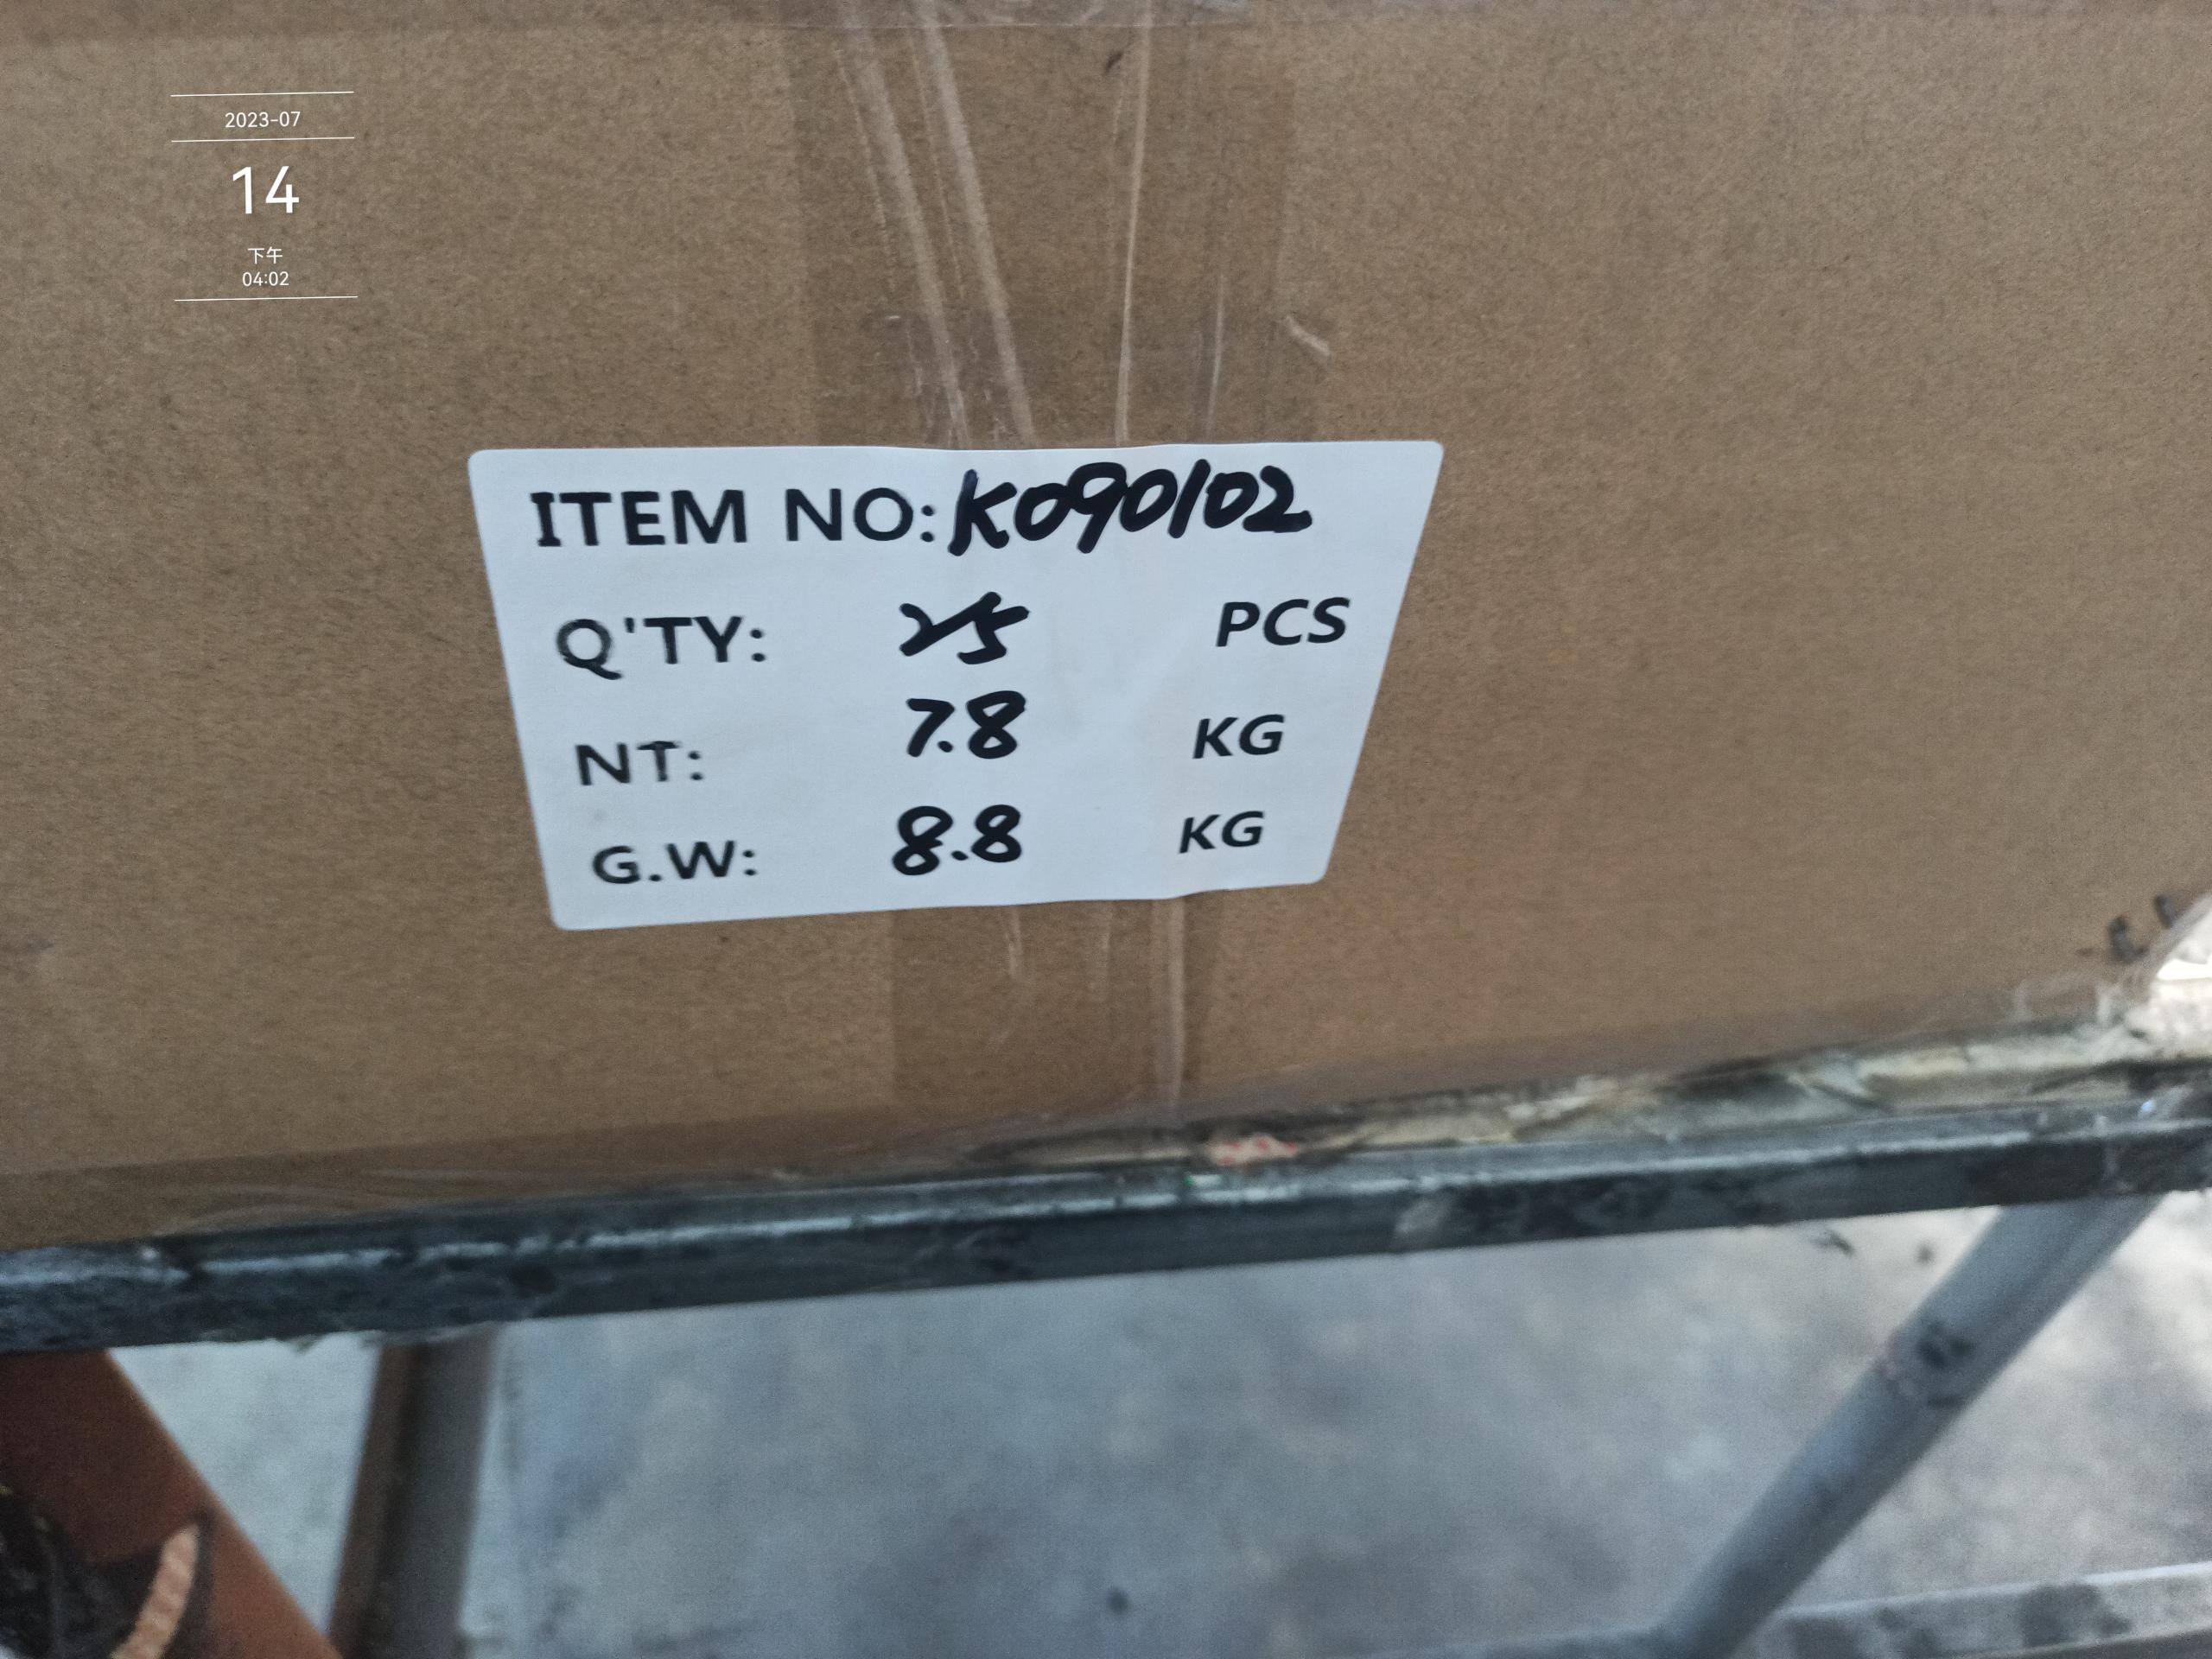 2023-07
14
下午
04:02
ITEM NO: K090102
Q'TY: 25 PCS
NT: 7.8 KG
G.W: 8.8 KG